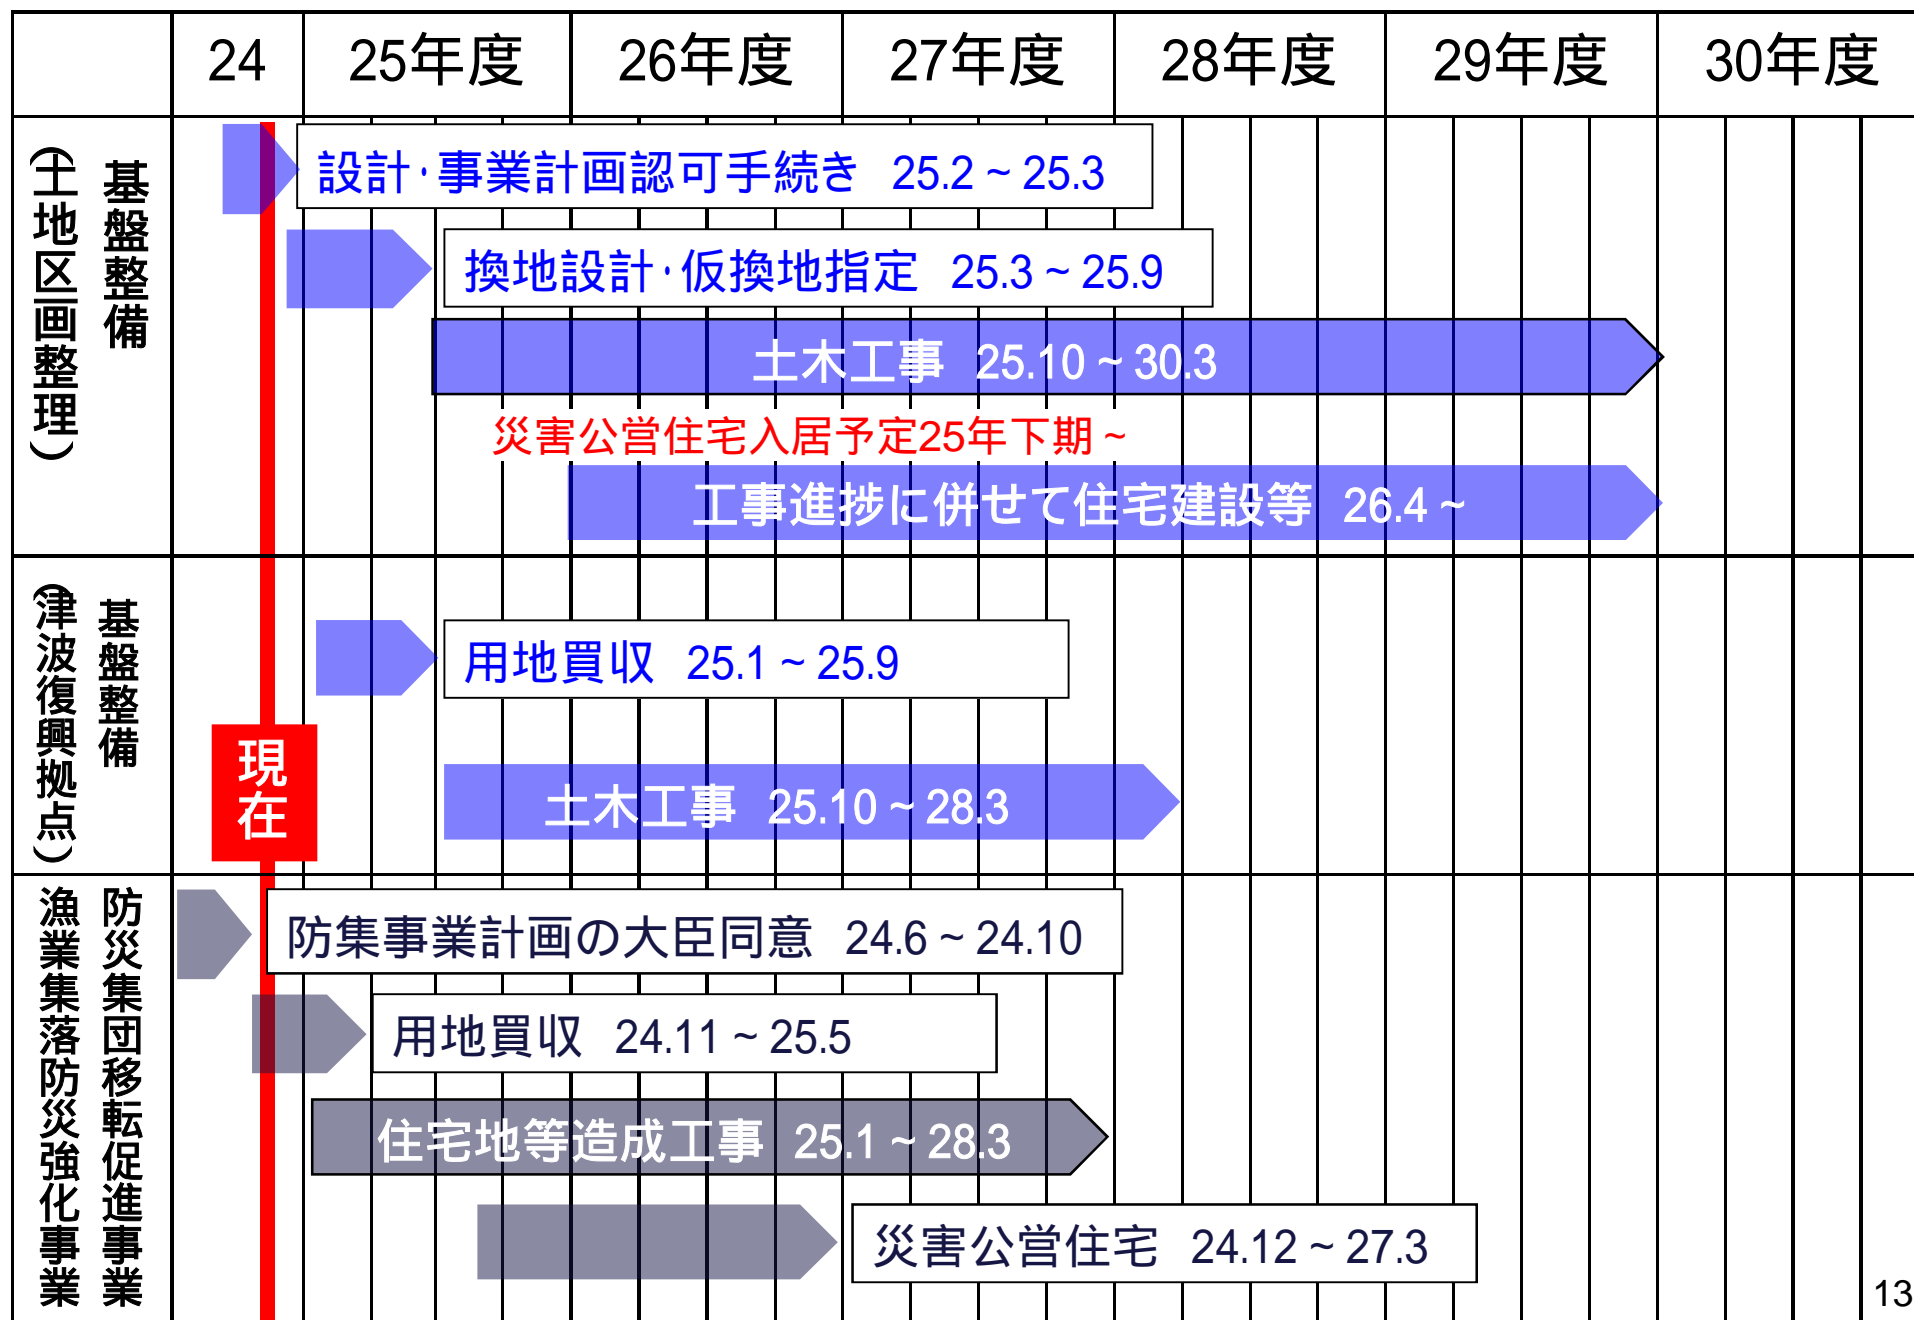 24 25年度 26年度 27年度 28年度 29年度 30年度
基盤整備
(土地区画整理)
設計・事業計画認可手続き 25.2 ~ 25.3
換地設計・仮換地指定 25.3 ~ 25.9
土木工事 25.10 ~ 30.3
災害公営住宅入居予定25年下期 ~
工事進捗に併せて住宅建設等 26.4 ~
基盤整備
(津波復興拠点)
用地買収 25.1 ~ 25.9
現在
土木工事 25.10 ~ 28.3
防災集団移転促進事業
漁業集落防災強化事業
防集事業計画の大臣同意 24.6 ~ 24.10
用地買収 24.11 ~ 25.5
住宅地等造成工事 25.1 ~ 28.3
災害公営住宅 24.12 ~ 27.3
13